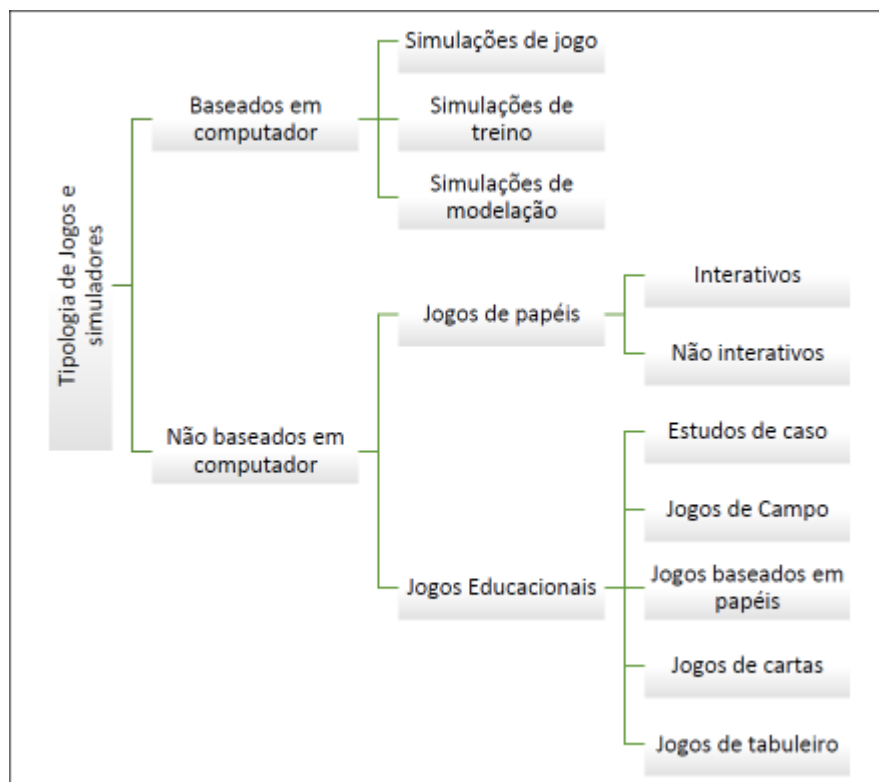 Tipologia de Jogos e
simuladores
Baseados em
computador
Simulações de jogo
Simulações de
treino
Simulações de
modelação
Não baseados em
computador
Jogos de papéis
Interativos
Não interativos
Jogos Educacionais
Estudos de caso
Jogos de Campo
Jogos baseados em
papéis
Jogos de cartas
Jogos de tabuleiro